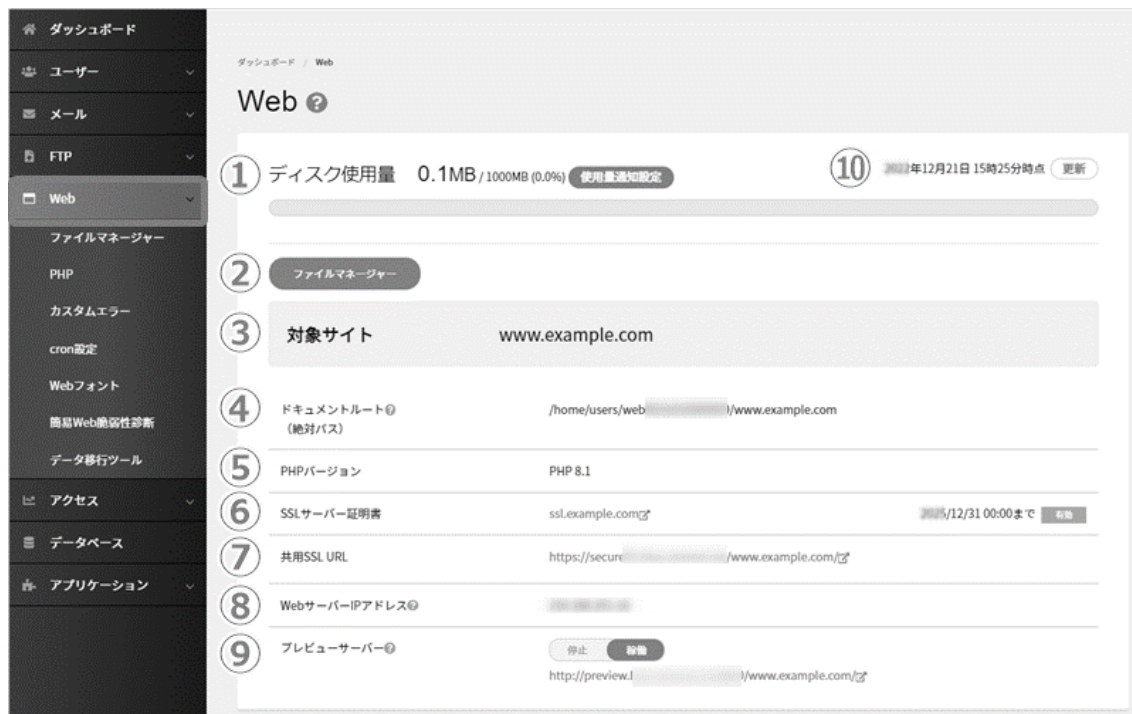 ダッシュボード
ユーザー
メール
FTP
Web
ファイルマネージャー
PHP
カスタムエラー
cron設定
Webフォント
簡易Web脆弱性診断
データ移行ツール
アクセス
データベース
アプリケーション
ダッシュボード / Web
Web ?
① ディスク使用量 0.1MB / 1000MB (0.0%) 使用量通知設定
⑩ 年12月21日 15時25分時点 更新
② ファイルマネージャー
③ 対象サイト www.example.com
④ ドキュメントルート? /home/users/web /www.example.com
（絶対パス）
⑤ PHPバージョン PHP 8.1
⑥ SSLサーバー証明書 ssl.example.com /12/31 00:00まで 有効
⑦ 共用SSL URL https://secure /www.example.com/
⑧ WebサーバーIPアドレス?
⑨ プレビューサーバー? 停止 稼働
http://preview. /www.example.com/